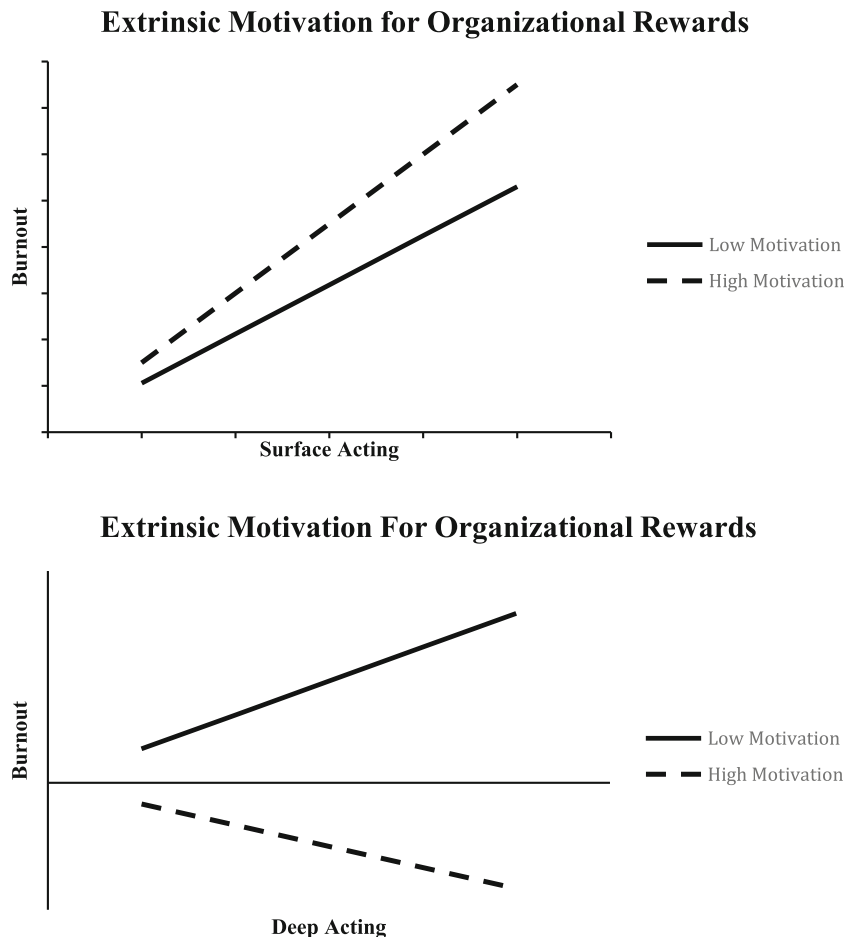 Extrinsic Motivation for Organizational Rewards
Burnout
Low Motivation
High Motivation
Surface Acting
Extrinsic Motivation For Organizational Rewards
Burnout
Low Motivation
High Motivation
Deep Acting